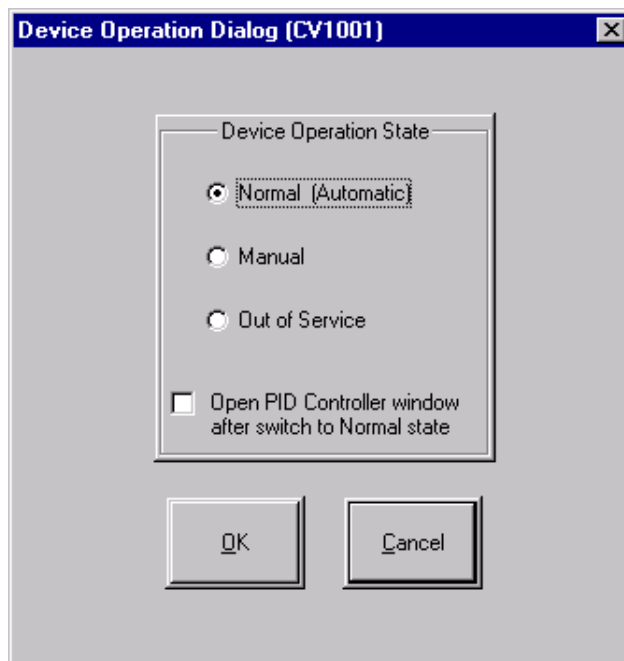 Device Operation Dialog (CV1001)
Device Operation State
Normal (Automatic)
Manual
Out of Service
Open PID Controller window
after switch to Normal state
OK
Cancel